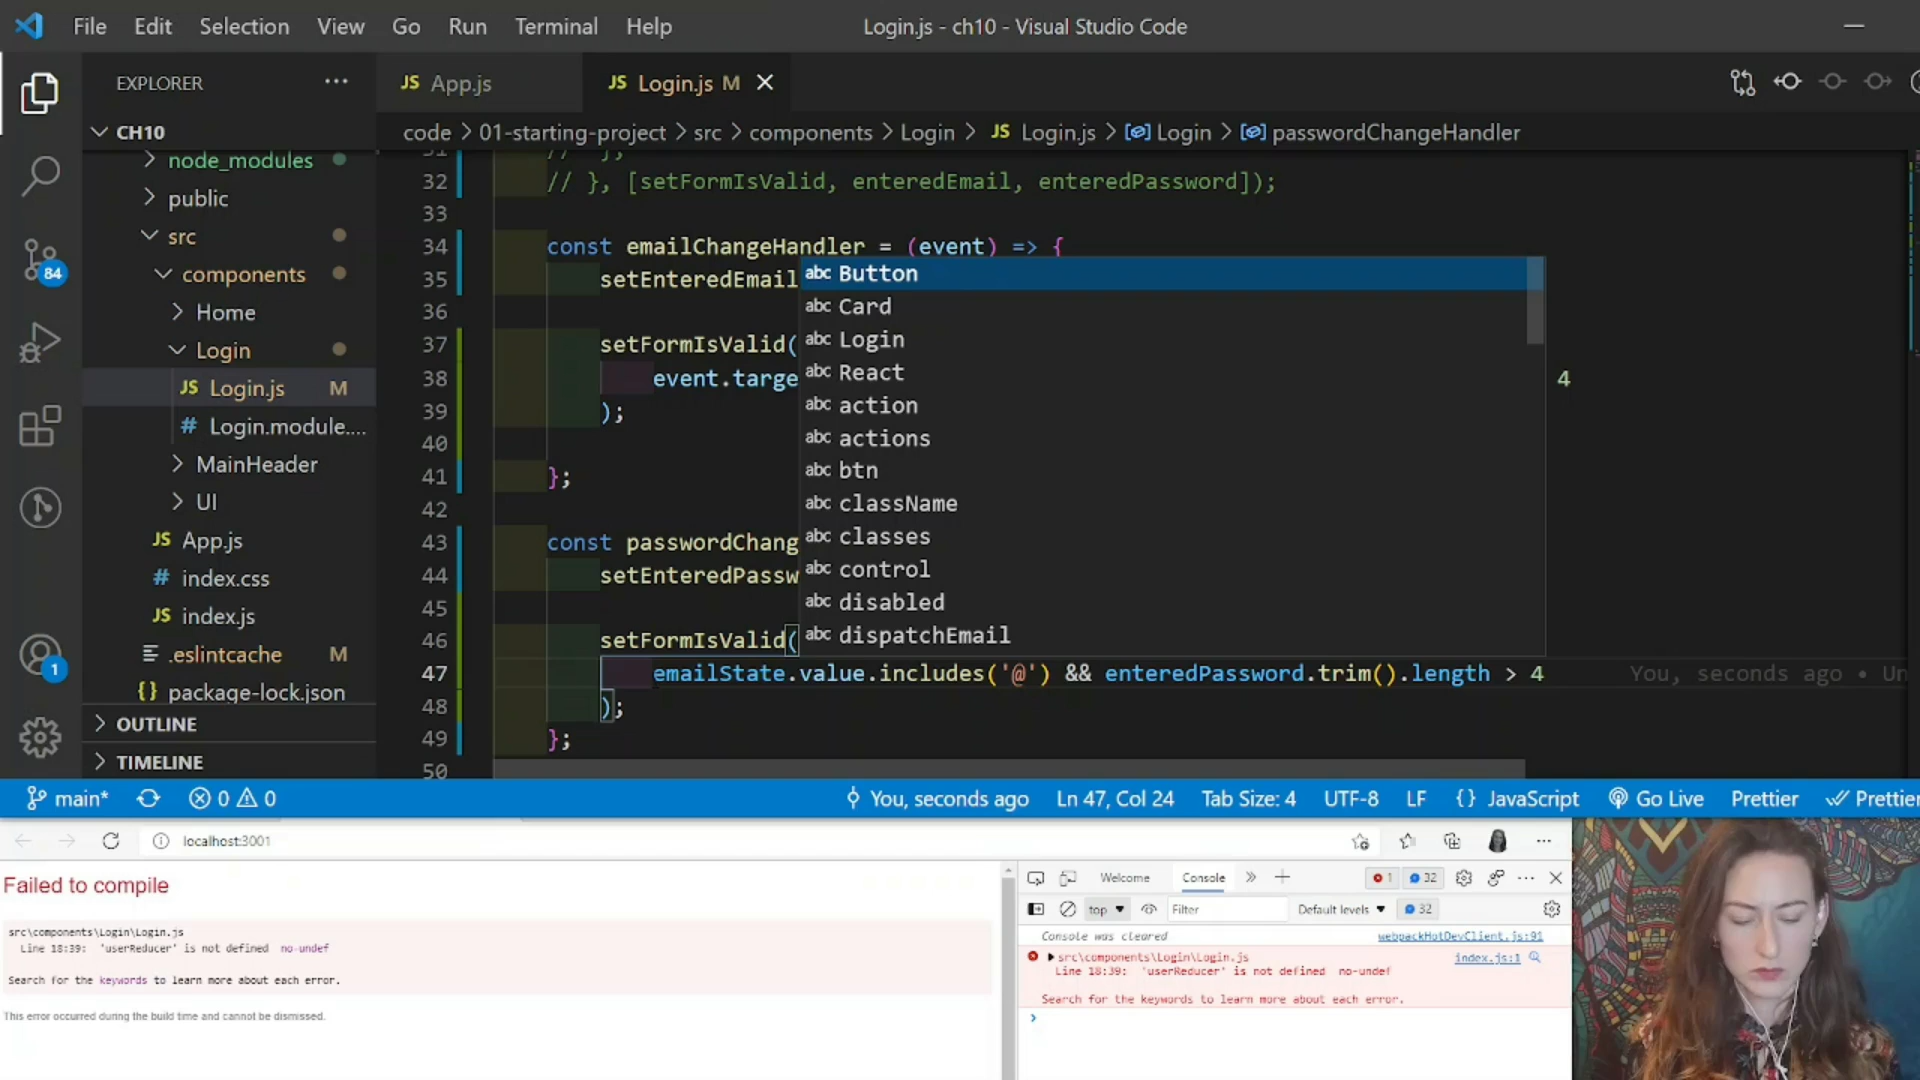 File Edit Selection View Go Run Terminal Help
Login.js - ch10 - Visual Studio Code
EXPLORER
JS App.js
JS Login.js M
CH10
code > 01-starting-project > src > components > Login > JS Login.js > Login > passwordChangeHandler
node_modules
public
src
components
Home
Login
JS Login.js M
# Login.module....
MainHeader
UI
JS App.js
# index.css
JS index.js
.eslintcache M
{} package-lock.json
OUTLINE
TIMELINE
84
1
31 // };
32 // }, [setFormIsValid, enteredEmail, enteredPassword]);
33
34 const emailChangeHandler = (event) => {
35 setEnteredEmail
36
37 setFormIsValid(
38 event.targe 4
39 );
40
41 };
42
43 const passwordChang
44 setEnteredPassw
45
46 setFormIsValid(
47 emailState.value.includes('@') && enteredPassword.trim().length > 4 You, seconds ago • Un
48 );
49 };
50
abc Button
abc Card
abc Login
abc React
abc action
abc actions
abc btn
abc className
abc classes
abc control
abc disabled
abc dispatchEmail
main* 0 0 You, seconds ago Ln 47, Col 24 Tab Size: 4 UTF-8 LF {} JavaScript Go Live Prettier Prettier
localhost:3001
Failed to compile
src\components\Login\Login.js
Line 18:39: 'userReducer' is not defined no-undef
Search for the keywords to learn more about each error.
This error occurred during the build time and cannot be dismissed.
Welcome Console 1 32
top Filter Default levels 32
Console was cleared webpackHotDevClient.js:91
src\components\Login\Login.js index.js:1
Line 18:39: 'userReducer' is not defined no-undef
Search for the keywords to learn more about each error.